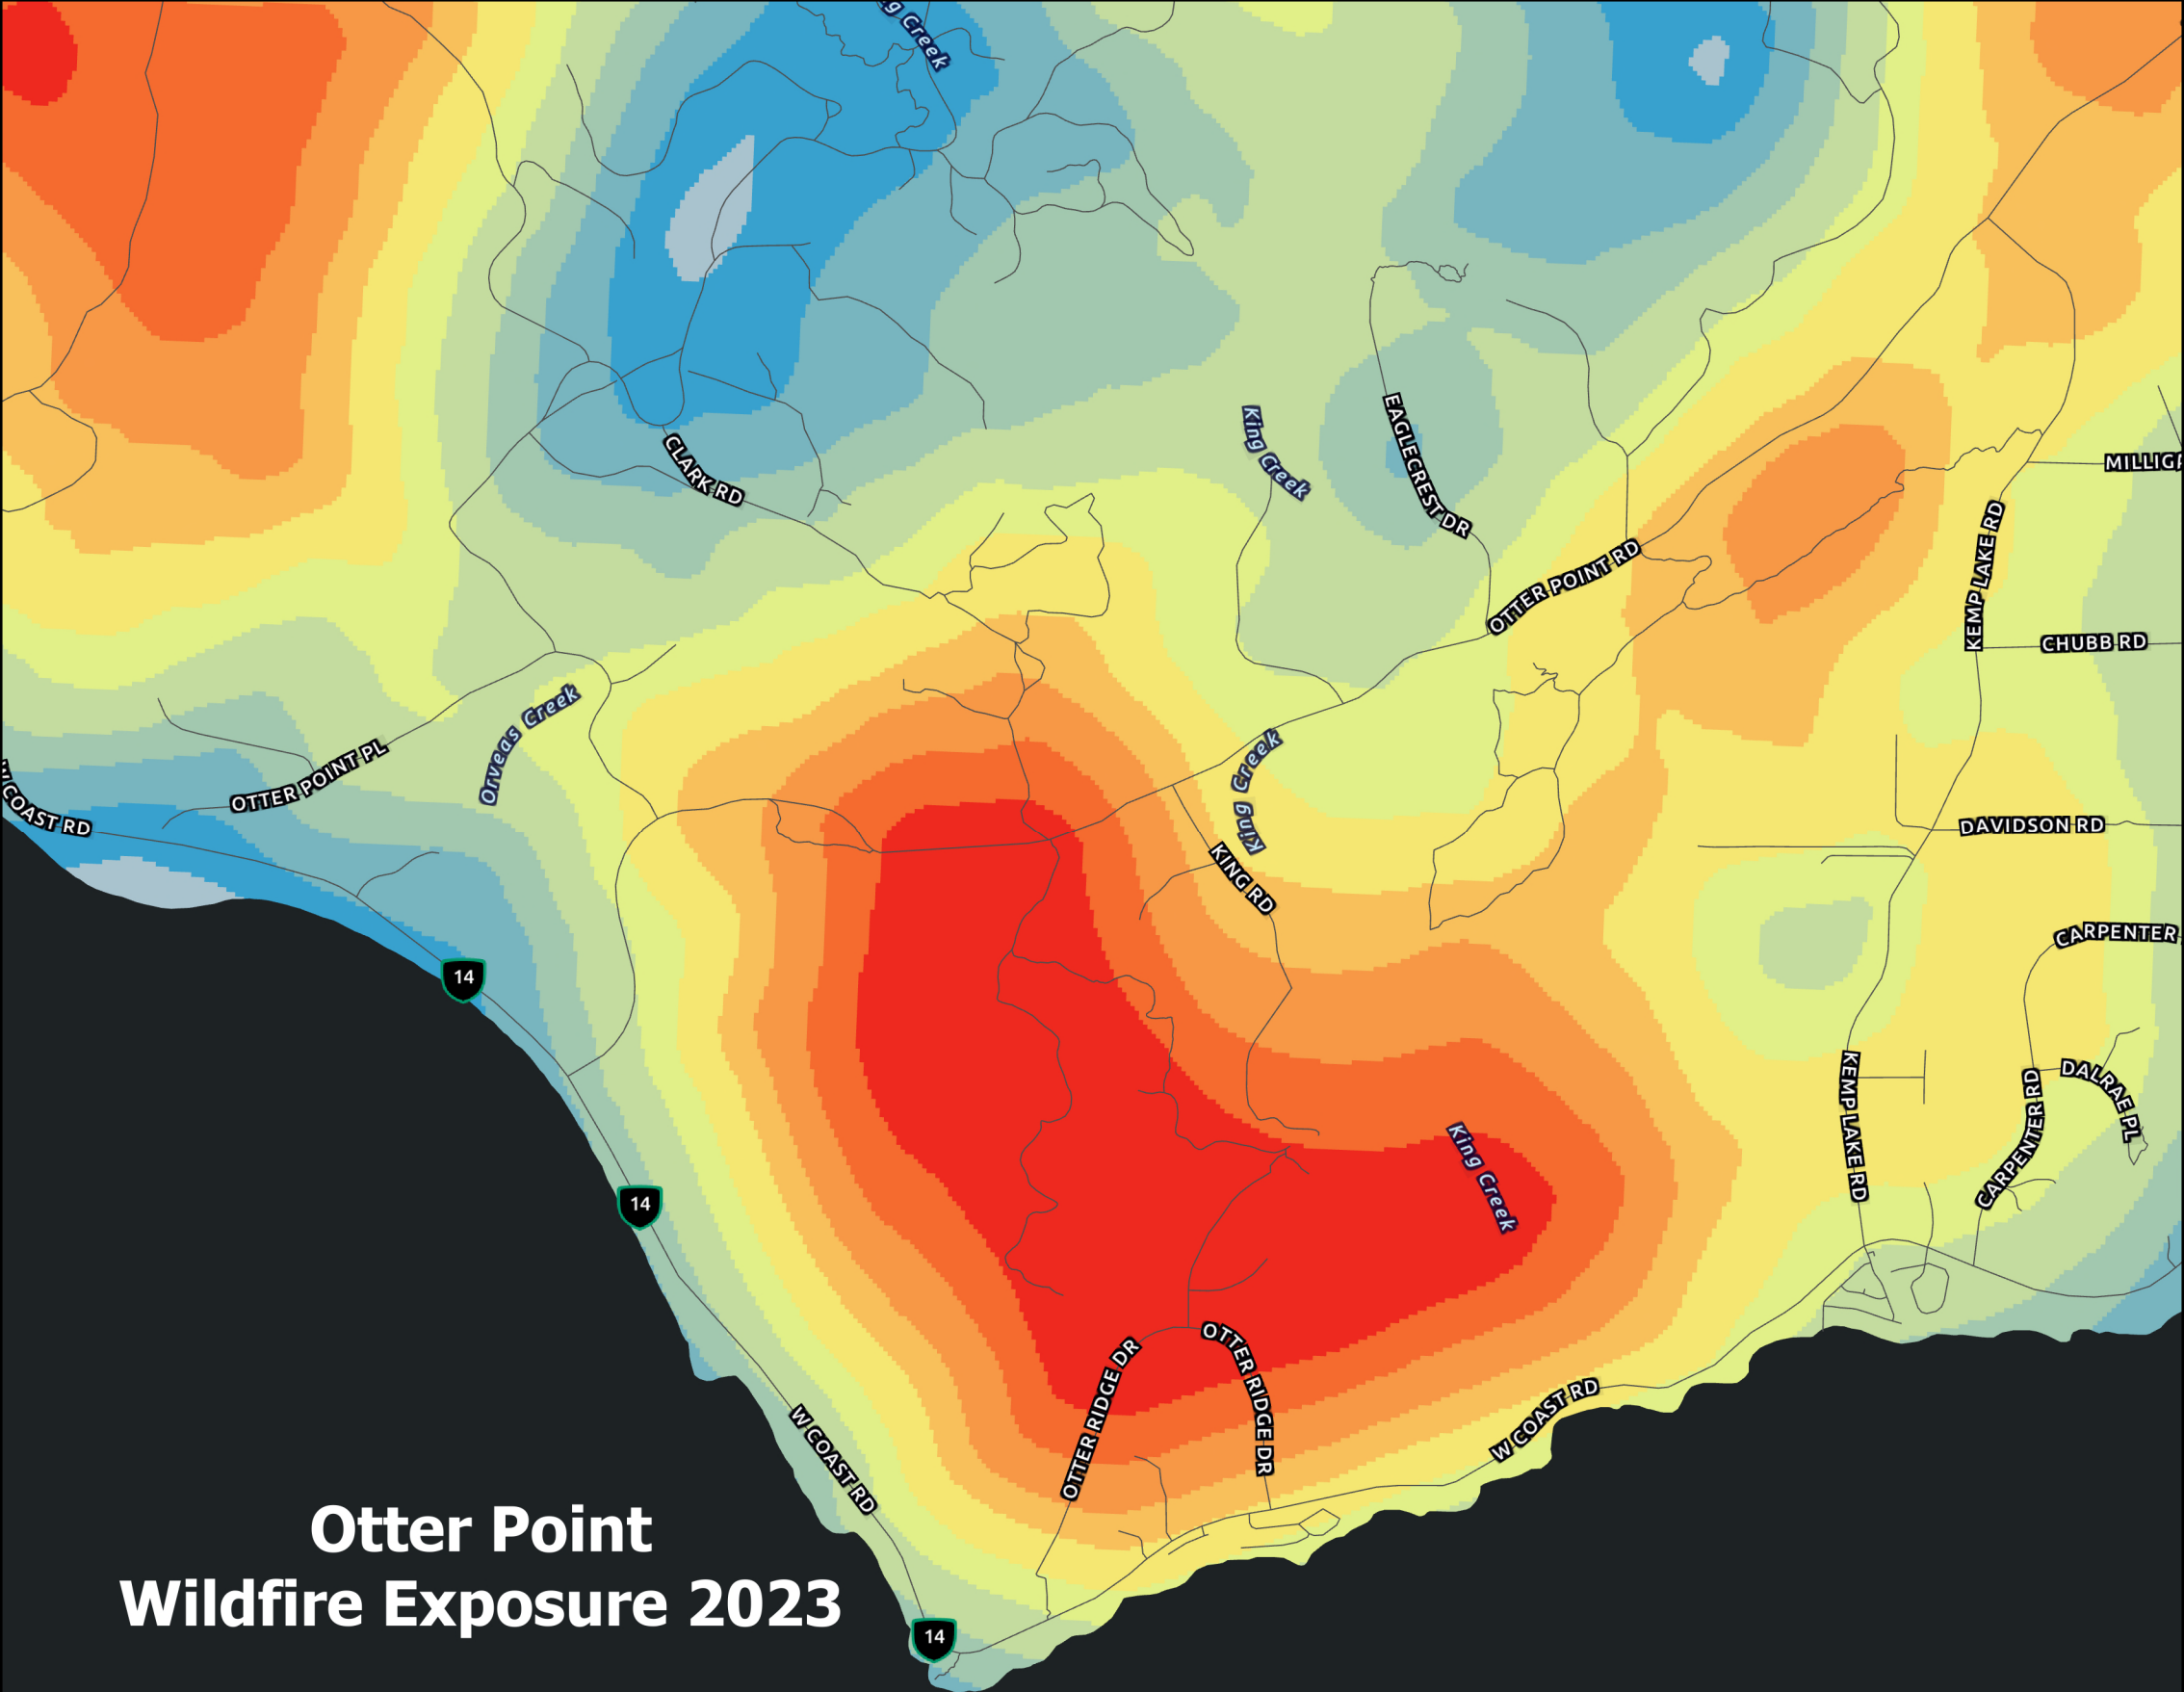 g Creek
CLARK RD
King Creek
EAGLECREST DR
MILLIGA
OTTER POINT RD
KEMP LAKE RD
CHUBB RD
Orveas Creek
OTTER POINT PL
W COAST RD
King Creek
KING RD
DAVIDSON RD
CARPENTER
14
KEMP LAKE RD
DALRAE PL
CARPENTER RD
King Creek
14
OTTER RIDGE DR
OTTER RIDGE DR
W COAST RD
W COAST RD
Otter Point
Wildfire Exposure 2023
14